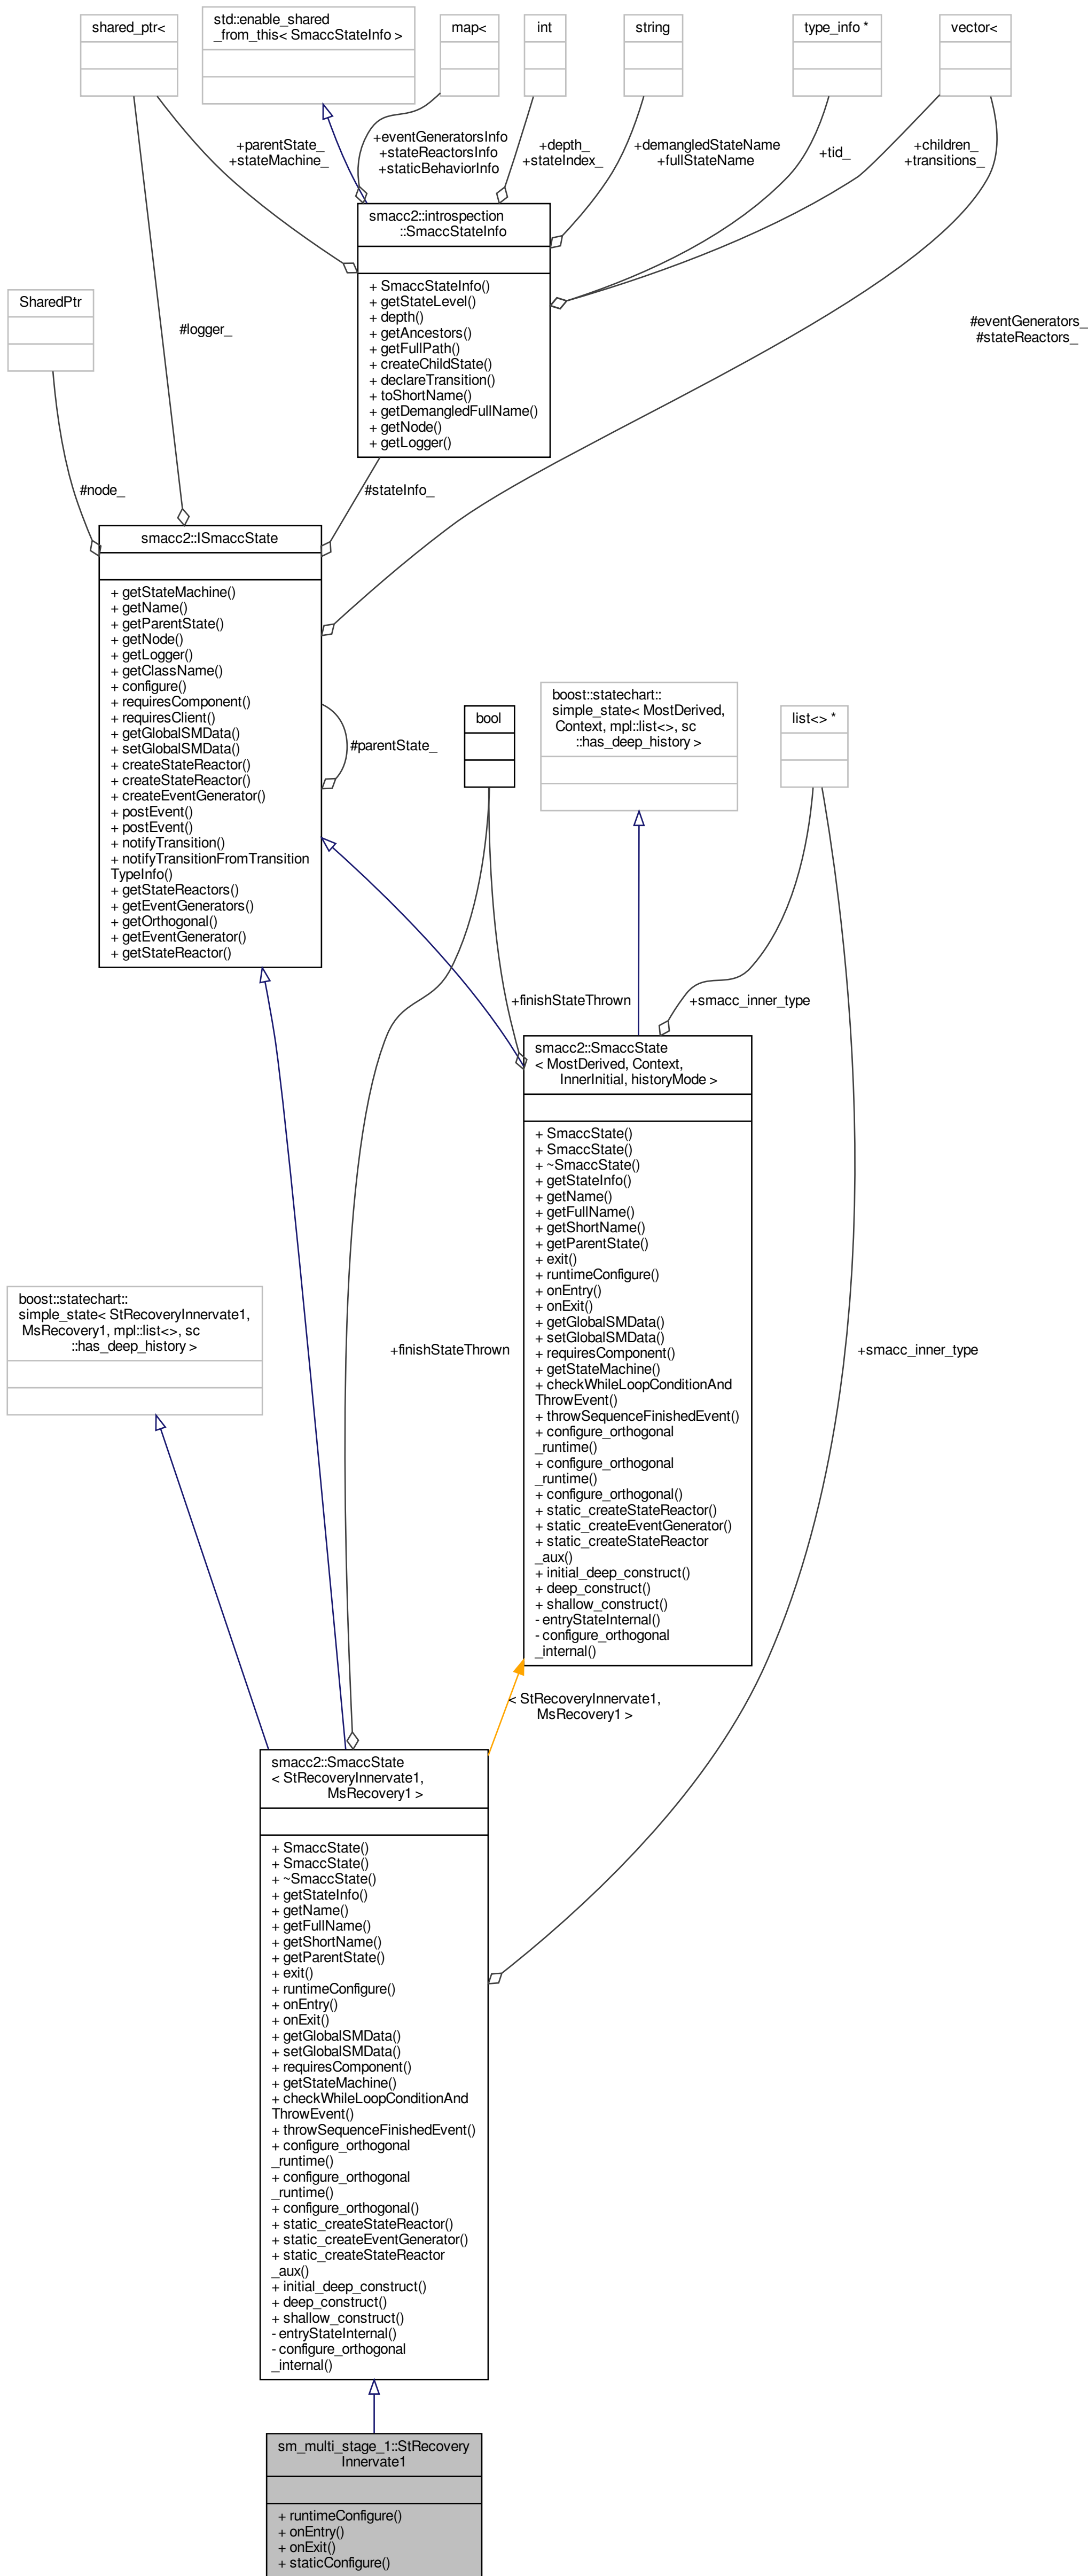 shared_ptr<
std::enable_shared
_from_this< SmaccStateInfo >
map<
int
string
type_info *
vector<
+parentState_
+stateMachine_
+eventGeneratorsInfo
+stateReactorsInfo
+staticBehaviorInfo
+depth_
+stateIndex_
+demangledStateName
+fullStateName
+tid_
+children_
+transitions_
smacc2::introspection
::SmaccStateInfo
+ SmaccStateInfo()
+ getStateLevel()
+ depth()
+ getAncestors()
+ getFullPath()
+ createChildState()
+ declareTransition()
+ toShortName()
+ getDemangledFullName()
+ getNode()
+ getLogger()
SharedPtr
#logger_
#eventGenerators_
#stateReactors_
#node_
#stateInfo_
smacc2::ISmaccState
+ getStateMachine()
+ getName()
+ getParentState()
+ getNode()
+ getLogger()
+ getClassName()
+ configure()
+ requiresComponent()
+ requiresClient()
+ getGlobalSMData()
+ setGlobalSMData()
+ createStateReactor()
+ createStateReactor()
+ createEventGenerator()
+ postEvent()
+ postEvent()
+ notifyTransition()
+ notifyTransitionFromTransition
TypeInfo()
+ getStateReactors()
+ getEventGenerators()
+ getOrthogonal()
+ getEventGenerator()
+ getStateReactor()
#parentState_
bool
boost::statechart::
simple_state< MostDerived,
Context, mpl::list<>, sc
::has_deep_history >
list<> *
+finishStateThrown
+smacc_inner_type
smacc2::SmaccState
< MostDerived, Context,
InnerInitial, historyMode >
+ SmaccState()
+ SmaccState()
+ ~SmaccState()
+ getStateInfo()
+ getName()
+ getFullName()
+ getShortName()
+ getParentState()
+ exit()
+ runtimeConfigure()
+ onEntry()
+ onExit()
+ getGlobalSMData()
+ setGlobalSMData()
+ requiresComponent()
+ getStateMachine()
+ checkWhileLoopConditionAnd
ThrowEvent()
+ throwSequenceFinishedEvent()
+ configure_orthogonal
_runtime()
+ configure_orthogonal
_runtime()
+ configure_orthogonal()
+ static_createStateReactor()
+ static_createEventGenerator()
+ static_createStateReactor
_aux()
+ initial_deep_construct()
+ deep_construct()
+ shallow_construct()
- entryStateInternal()
- configure_orthogonal
_internal()
boost::statechart::
simple_state< StRecoveryInnervate1,
MsRecovery1, mpl::list<>, sc
::has_deep_history >
+finishStateThrown
+smacc_inner_type
< StRecoveryInnervate1,
MsRecovery1 >
smacc2::SmaccState
< StRecoveryInnervate1,
MsRecovery1 >
+ SmaccState()
+ SmaccState()
+ ~SmaccState()
+ getStateInfo()
+ getName()
+ getFullName()
+ getShortName()
+ getParentState()
+ exit()
+ runtimeConfigure()
+ onEntry()
+ onExit()
+ getGlobalSMData()
+ setGlobalSMData()
+ requiresComponent()
+ getStateMachine()
+ checkWhileLoopConditionAnd
ThrowEvent()
+ throwSequenceFinishedEvent()
+ configure_orthogonal
_runtime()
+ configure_orthogonal
_runtime()
+ configure_orthogonal()
+ static_createStateReactor()
+ static_createEventGenerator()
+ static_createStateReactor
_aux()
+ initial_deep_construct()
+ deep_construct()
+ shallow_construct()
- entryStateInternal()
- configure_orthogonal
_internal()
sm_multi_stage_1::StRecovery
Innervate1
+ runtimeConfigure()
+ onEntry()
+ onExit()
+ staticConfigure()